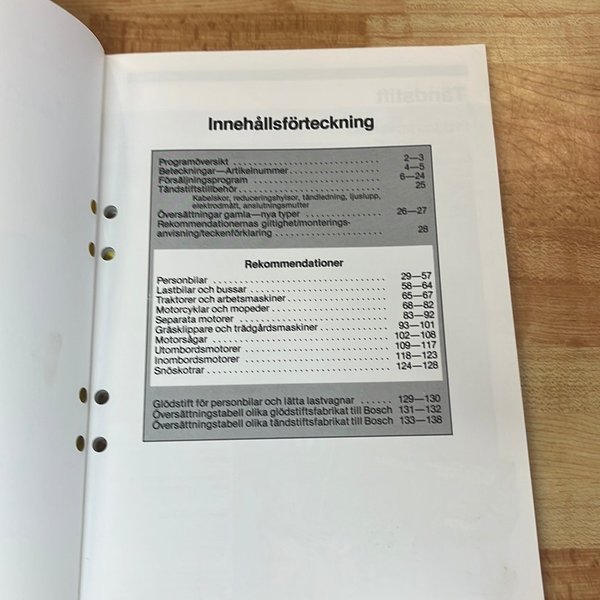 Tändstift
Innehållsförteckning
Programöversikt . . . . . . . . . . . . . . . . . . . . . . . . 2—3
Beteckningar—Artikelnummer . . . . . . . . . . . . . . 4—5
Försäljningsprogram . . . . . . . . . . . . . . . . . . . . 6—24
Tändstiftstillbehör . . . . . . . . . . . . . . . . . . . . . . 25
Kabelskor, reduceringshylsor, tändledning, ljuslupp,
elektrodmått, anslutningsmutter
Översättningar gamla—nya typer . . . . . . . . . . . . 26—27
Rekommendationernas giltighet/monterings-
anvisning/teckenförklaring . . . . . . . . . . . . . . . . 28
Rekommendationer
Personbilar . . . . . . . . . . . . . . . . . . . . . . . . 29—57
Lastbilar och bussar . . . . . . . . . . . . . . . . . . . . 58—64
Traktorer och arbetsmaskiner . . . . . . . . . . . . . . 65—67
Motorcyklar och mopeder . . . . . . . . . . . . . . . . 68—82
Separata motorer . . . . . . . . . . . . . . . . . . . . . . 83—92
Gräsklippare och trädgårdsmaskiner . . . . . . . . . . 93—101
Motorsågar . . . . . . . . . . . . . . . . . . . . . . . . 102—108
Utombordsmotorer . . . . . . . . . . . . . . . . . . . . 109—117
Inombordsmotorer . . . . . . . . . . . . . . . . . . . . 118—123
Snöskotrar . . . . . . . . . . . . . . . . . . . . . . . . 124—128
Glödstift för personbilar och lätta lastvagnar . . . . . . 129—130
Översättningstabell olika glödstiftsfabrikat till Bosch 131—132
Översättningstabell olika tändstiftsfabrikat till Bosch 133—138